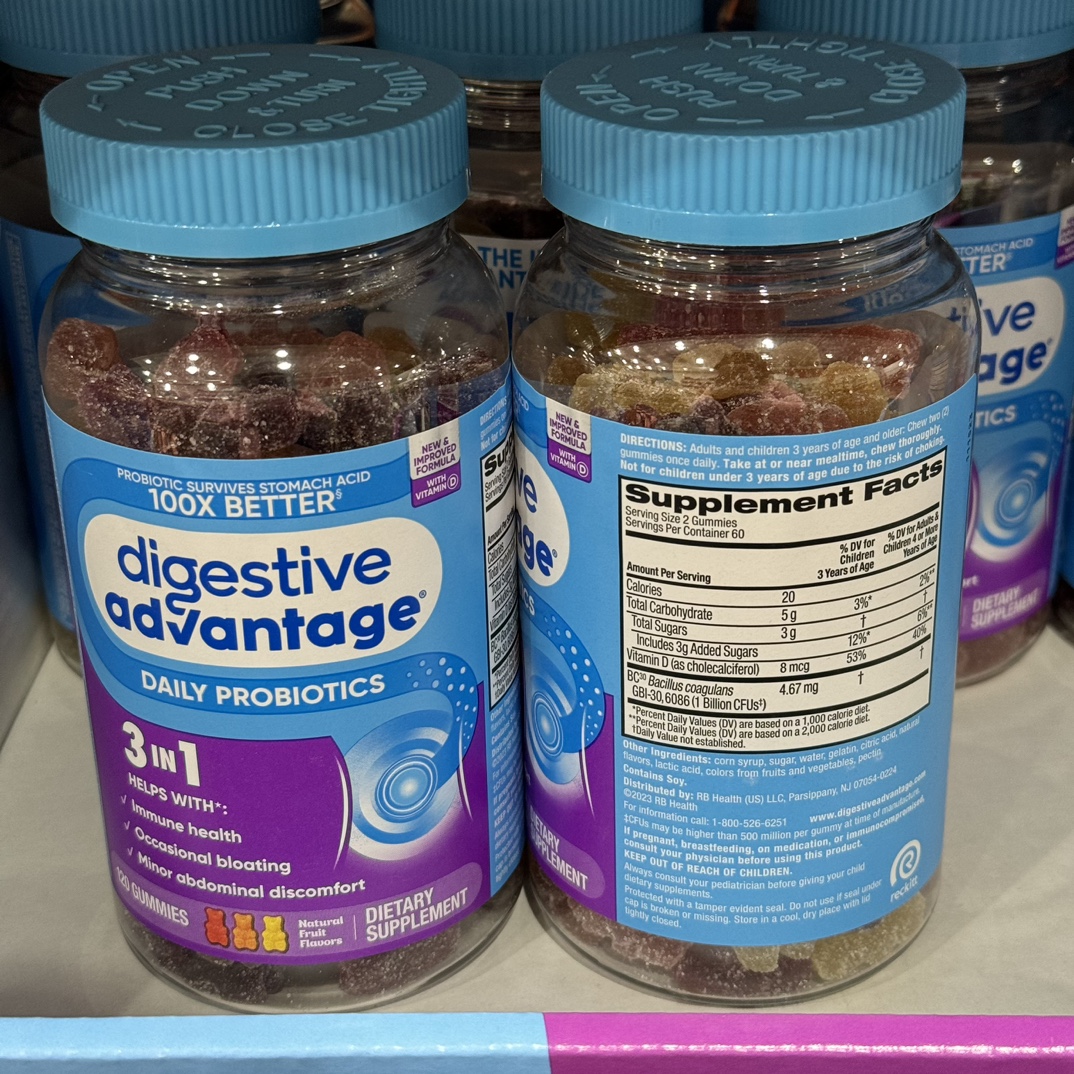 OPEN
PUSH
DOWN
& TURN
CLOSE TIGHTLY
OPEN
PUSH
DOWN
& TURN
CLOSE TIGHTLY
NEW &
IMPROVED
FORMULA
WITH
VITAMIN D
PROBIOTIC SURVIVES STOMACH ACID
100X BETTER§
digestive
advantage®
DAILY PROBIOTICS
3 IN 1
HELPS WITH*:
✓ Immune health
✓ Occasional bloating
✓ Minor abdominal discomfort
120 GUMMIES
Natural
Fruit
Flavors
DIETARY
SUPPLEMENT
NEW &
IMPROVED
FORMULA
WITH
VITAMIN D
DIRECTIONS: Adults and children 3 years of age and older: Chew two (2)
gummies once daily. Take at or near mealtime, chew thoroughly.
Not for children under 3 years of age due to the risk of choking.
Supplement Facts
Serving Size 2 Gummies
Servings Per Container 60
Amount Per Serving
% DV for
Children
3 Years of Age
% DV for Adults &
Children 4 or More
Years of Age
Calories 20
Total Carbohydrate 5 g 3%* 2%**
Total Sugars 3 g † †
Includes 3g Added Sugars 12%* 6%**
Vitamin D (as cholecalciferol) 8 mcg 53% 40%
BC30 Bacillus coagulans
GBI-30, 6086 (1 Billion CFUs‡) 4.67 mg † †
*Percent Daily Values (DV) are based on a 1,000 calorie diet.
**Percent Daily Values (DV) are based on a 2,000 calorie diet.
†Daily Value not established.
Other Ingredients: corn syrup, sugar, water, gelatin, citric acid, natural
flavors, lactic acid, colors from fruits and vegetables, pectin.
Contains Soy.
Distributed by: RB Health (US) LLC, Parsippany, NJ 07054-0224
©2023 RB Health
For information call: 1-800-526-6251 www.digestiveadvantage.com
‡CFUs may be higher than 500 million per gummy at time of manufacture.
If pregnant, breastfeeding, on medication, or immunocompromised,
consult your physician before using this product.
KEEP OUT OF REACH OF CHILDREN.
Always consult your pediatrician before giving your child
dietary supplements.
Protected with a tamper evident seal. Do not use if seal under
cap is broken or missing. Store in a cool, dry place with lid
tightly closed.
reckitt
DIETARY
SUPPLEMENT